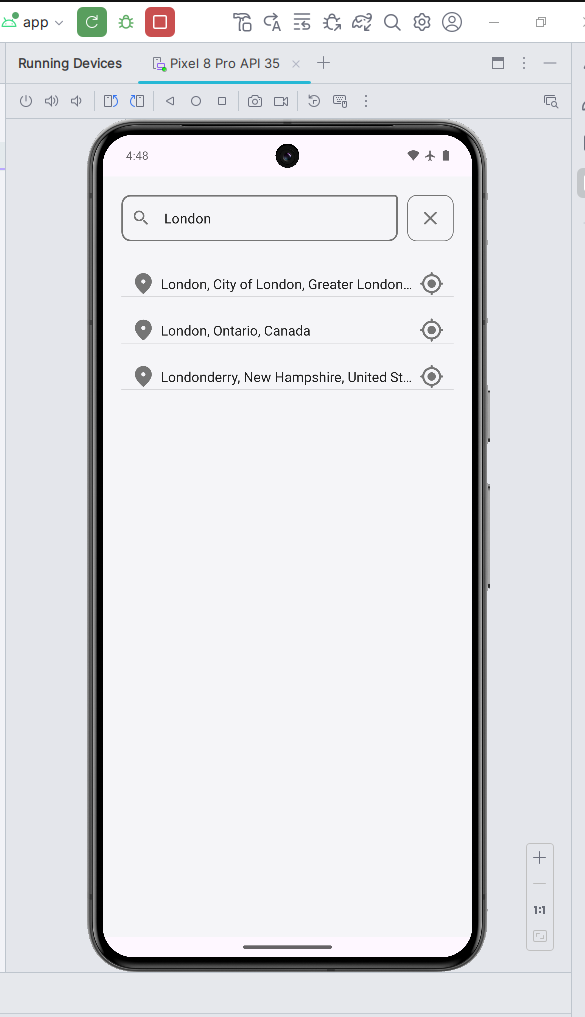 app
Running Devices
Pixel 8 Pro API 35
4:48
London
London, City of London, Greater London...
London, Ontario, Canada
Londonderry, New Hampshire, United St...
1:1